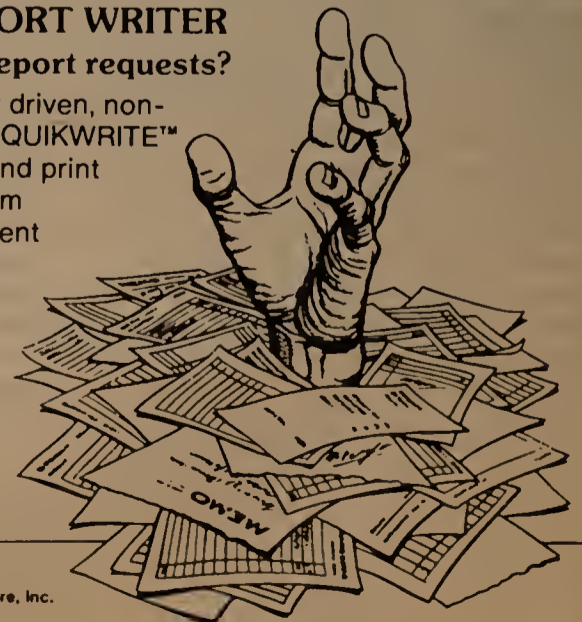 ORT WRITER
eport requests?
driven, non-
QUIKWRITE™
nd print
m
ent
MEMO
re, Inc.